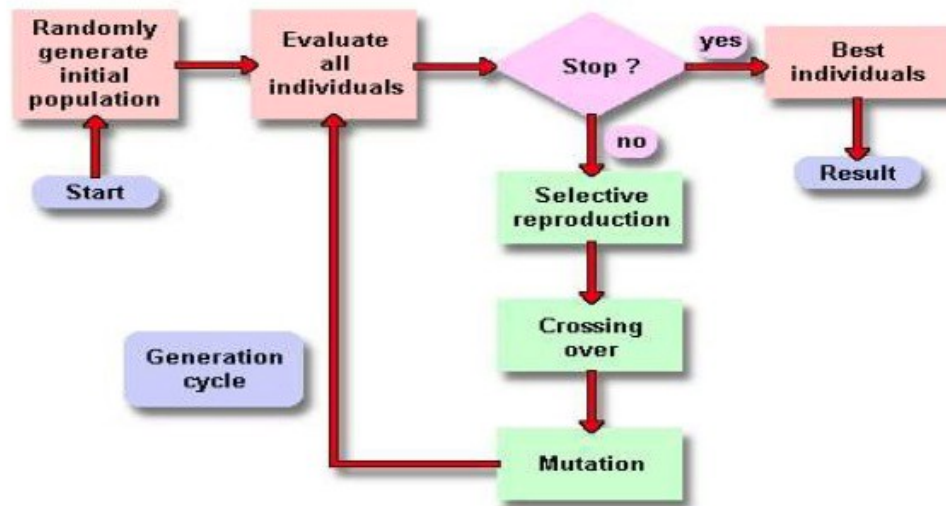 Randomly
generate
initial
population
Evaluate
all
individuals
Stop ?
yes
Best
individuals
no
Start
Result
Selective
reproduction
Crossing
over
Generation
cycle
Mutation